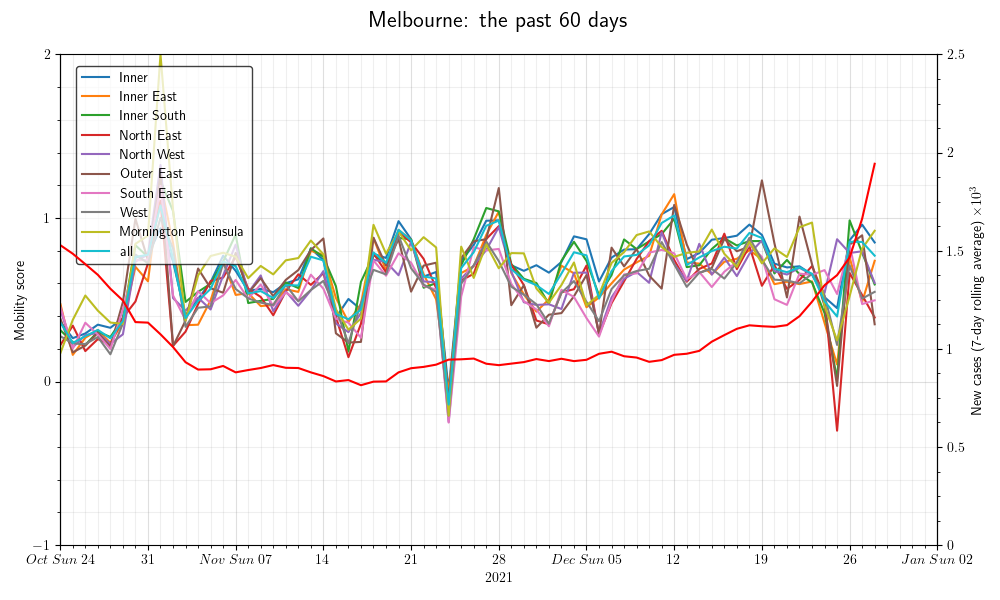 Melbourne: the past 60 days
2
1
0
−1
Mobility score
Inner
Inner East
Inner South
North East
North West
Outer East
South East
West
Mornington Peninsula
all
2.5
2
1.5
1
0.5
0
New cases (7-day rolling average) ×10³
Oct Sun 24 31 Nov Sun 07 14 21 28 Dec Sun 05 12 19 26 Jan Sun 02
2021